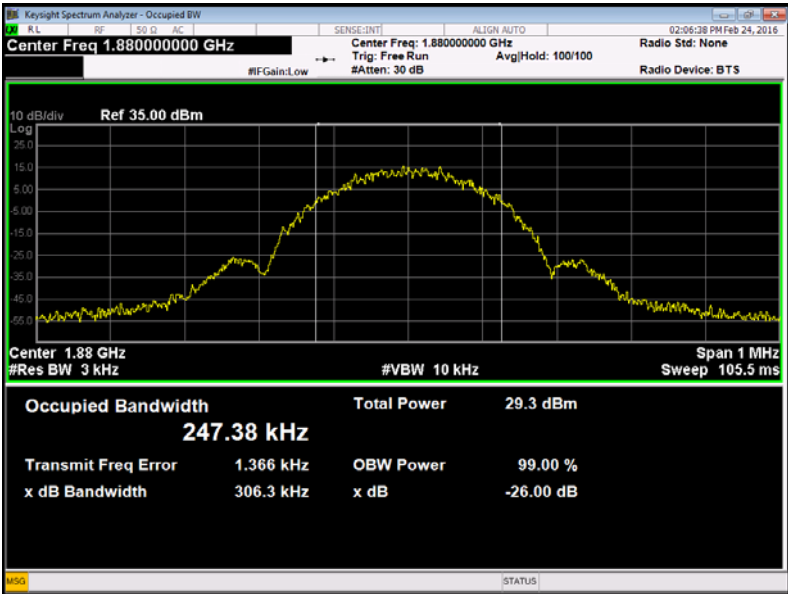 Keysight Spectrum Analyzer - Occupied BW
RL RF 50 Ω AC SENSE:INT ALIGN AUTO 02:06:38 PM Feb 24, 2016
Center Freq 1.880000000 GHz
Center Freq: 1.880000000 GHz Radio Std: None
Trig: Free Run Avg|Hold: 100/100
#IFGain:Low #Atten: 30 dB Radio Device: BTS
10 dB/div Ref 35.00 dBm
Log
25.0
15.0
5.00
-5.00
-15.0
-25.0
-35.0
-45.0
-55.0
Center 1.88 GHz Span 1 MHz
#Res BW 3 kHz #VBW 10 kHz Sweep 105.5 ms
Occupied Bandwidth Total Power 29.3 dBm
247.38 kHz
Transmit Freq Error 1.366 kHz OBW Power 99.00 %
x dB Bandwidth 306.3 kHz x dB -26.00 dB
MSG STATUS